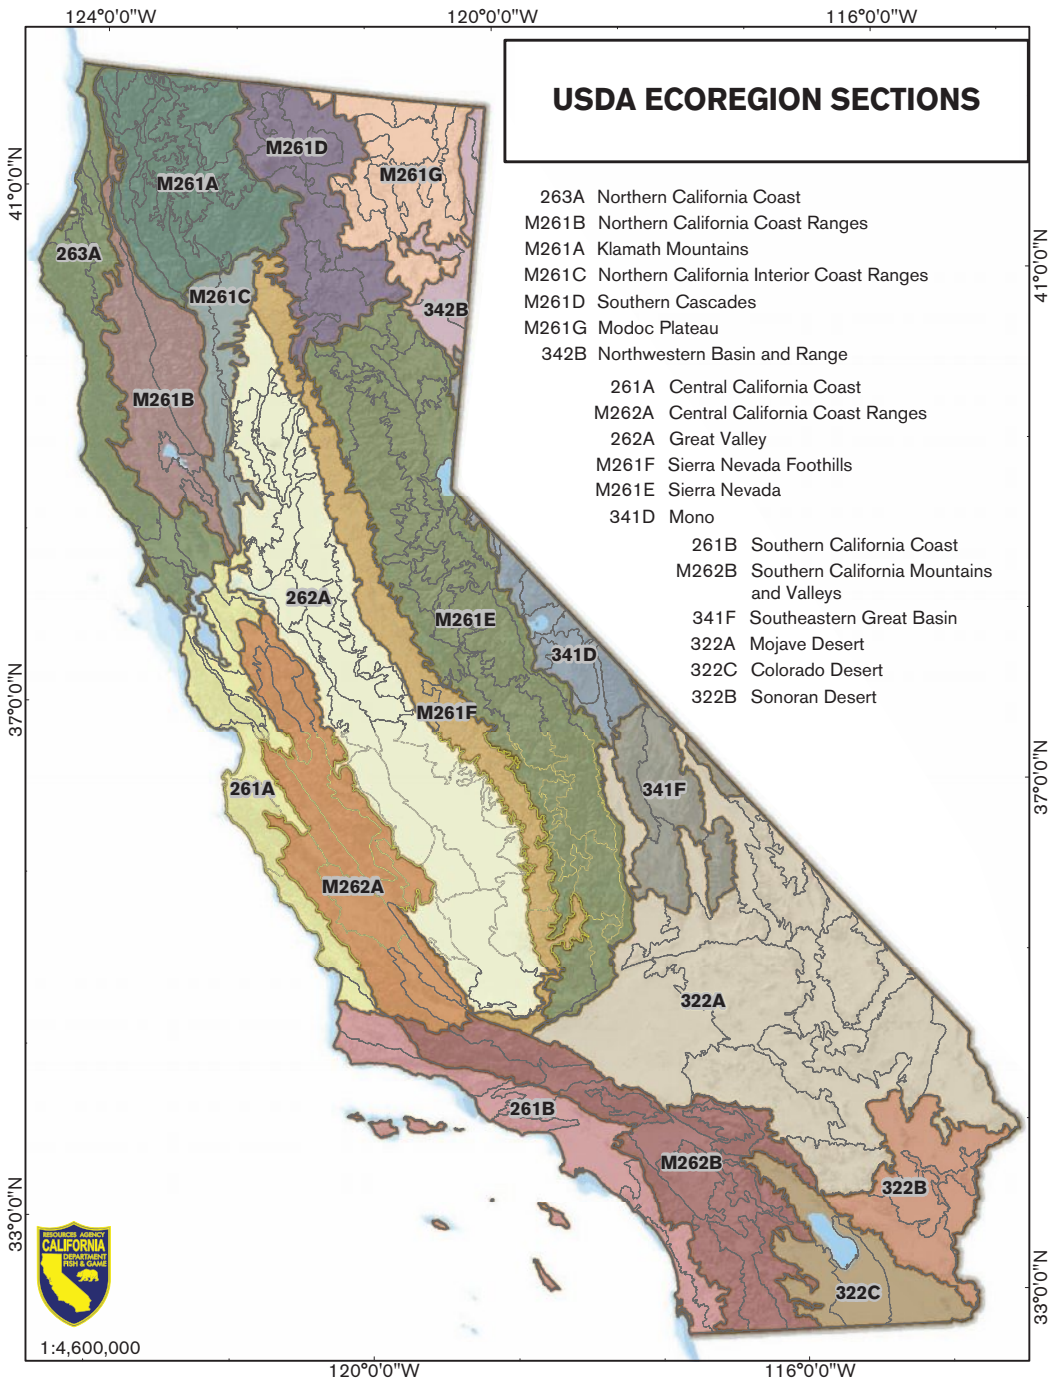 124°0'0"W 120°0'0"W 116°0'0"W
USDA ECOREGION SECTIONS
41°0'0"N
41°0'0"N
37°0'0"N
37°0'0"N
33°0'0"N
33°0'0"N
263A Northern California Coast
M261B Northern California Coast Ranges
M261A Klamath Mountains
M261C Northern California Interior Coast Ranges
M261D Southern Cascades
M261G Modoc Plateau
342B Northwestern Basin and Range
261A Central California Coast
M262A Central California Coast Ranges
262A Great Valley
M261F Sierra Nevada Foothills
M261E Sierra Nevada
341D Mono
261B Southern California Coast
M262B Southern California Mountains
and Valleys
341F Southeastern Great Basin
322A Mojave Desert
322C Colorado Desert
322B Sonoran Desert
M261D
M261G
M261A
263A
M261C
342B
M261B
262A
M261E
341D
M261F
261A
341F
M262A
322A
261B
M262B
322B
322C
RESOURCES AGENCY
CALIFORNIA
DEPARTMENT
FISH & GAME
1:4,600,000
120°0'0"W 116°0'0"W